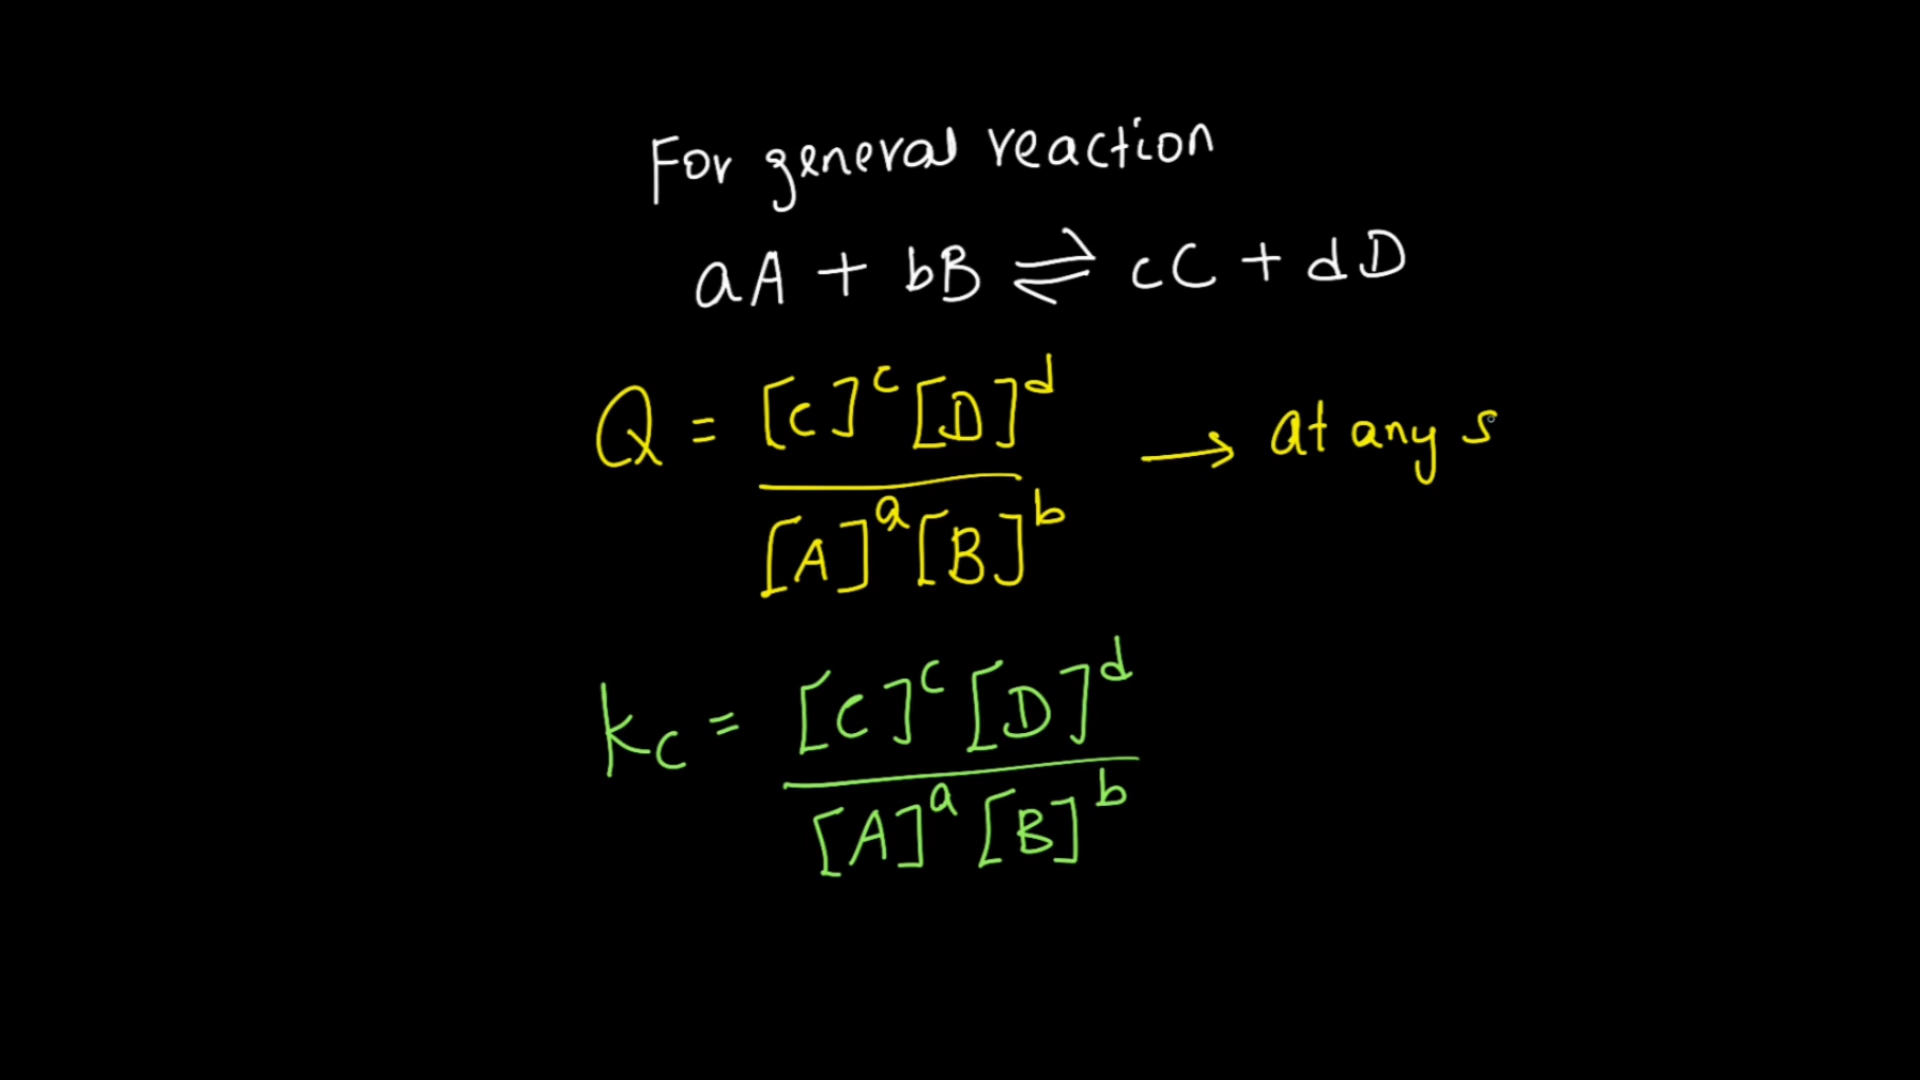 For general reaction
aA + bB ⇌ cC + dD
Q = [C]^c [D]^d / [A]^a [B]^b → at any s
kc = [C]^c [D]^d / [A]^a [B]^b